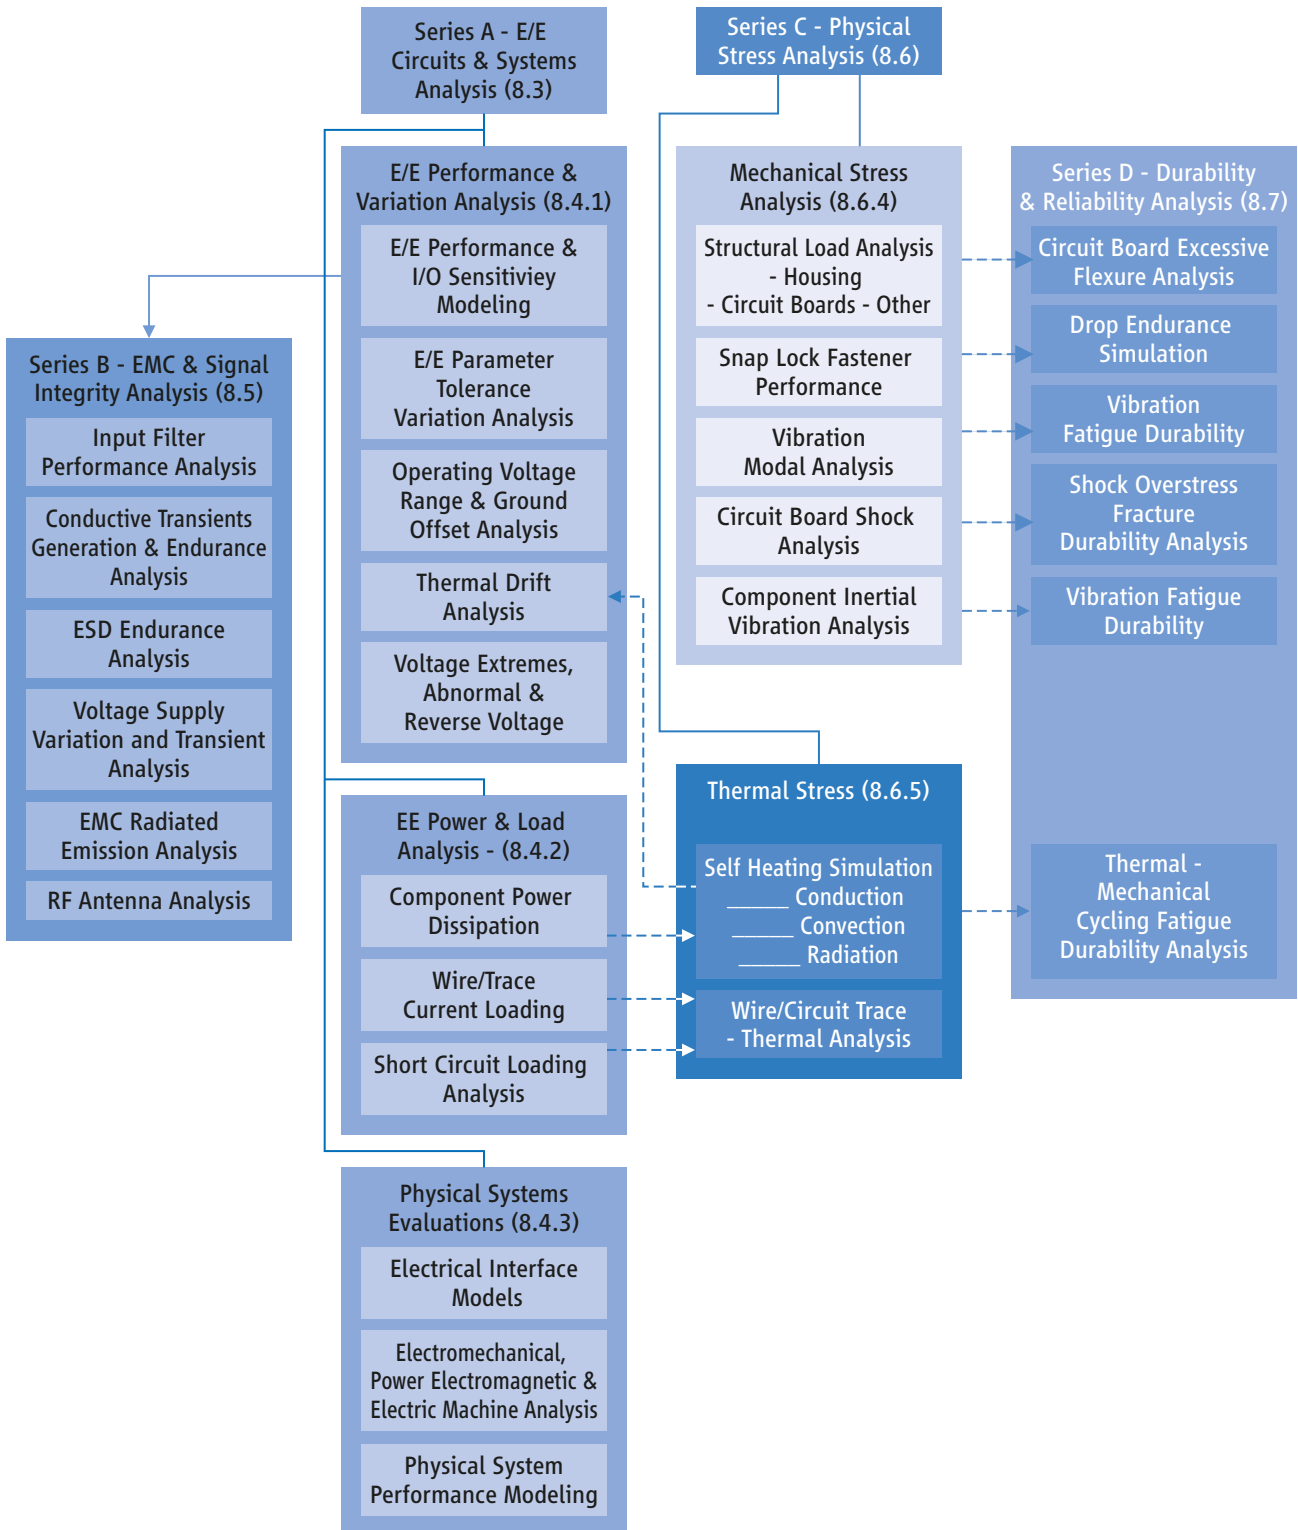 Series A - E/E
Circuits & Systems
Analysis (8.3)
Series C - Physical
Stress Analysis (8.6)
E/E Performance &
Variation Analysis (8.4.1)
E/E Performance &
I/O Sensitiviey
Modeling
E/E Parameter
Tolerance
Variation Analysis
Operating Voltage
Range & Ground
Offset Analysis
Thermal Drift
Analysis
Voltage Extremes,
Abnormal &
Reverse Voltage
Mechanical Stress
Analysis (8.6.4)
Structural Load Analysis
- Housing
- Circuit Boards - Other
Snap Lock Fastener
Performance
Vibration
Modal Analysis
Circuit Board Shock
Analysis
Component Inertial
Vibration Analysis
Series D - Durability
& Reliability Analysis (8.7)
Circuit Board Excessive
Flexure Analysis
Drop Endurance
Simulation
Vibration
Fatigue Durability
Shock Overstress
Fracture
Durability Analysis
Vibration Fatigue
Durability
Thermal -
Mechanical
Cycling Fatigue
Durability Analysis
Series B - EMC & Signal
Integrity Analysis (8.5)
Input Filter
Performance Analysis
Conductive Transients
Generation & Endurance
Analysis
ESD Endurance
Analysis
Voltage Supply
Variation and Transient
Analysis
EMC Radiated
Emission Analysis
RF Antenna Analysis
EE Power & Load
Analysis - (8.4.2)
Component Power
Dissipation
Wire/Trace
Current Loading
Short Circuit Loading
Analysis
Thermal Stress (8.6.5)
Self Heating Simulation
_____ Conduction
_____ Convection
_____ Radiation
Wire/Circuit Trace
- Thermal Analysis
Physical Systems
Evaluations (8.4.3)
Electrical Interface
Models
Electromechanical,
Power Electromagnetic &
Electric Machine Analysis
Physical System
Performance Modeling